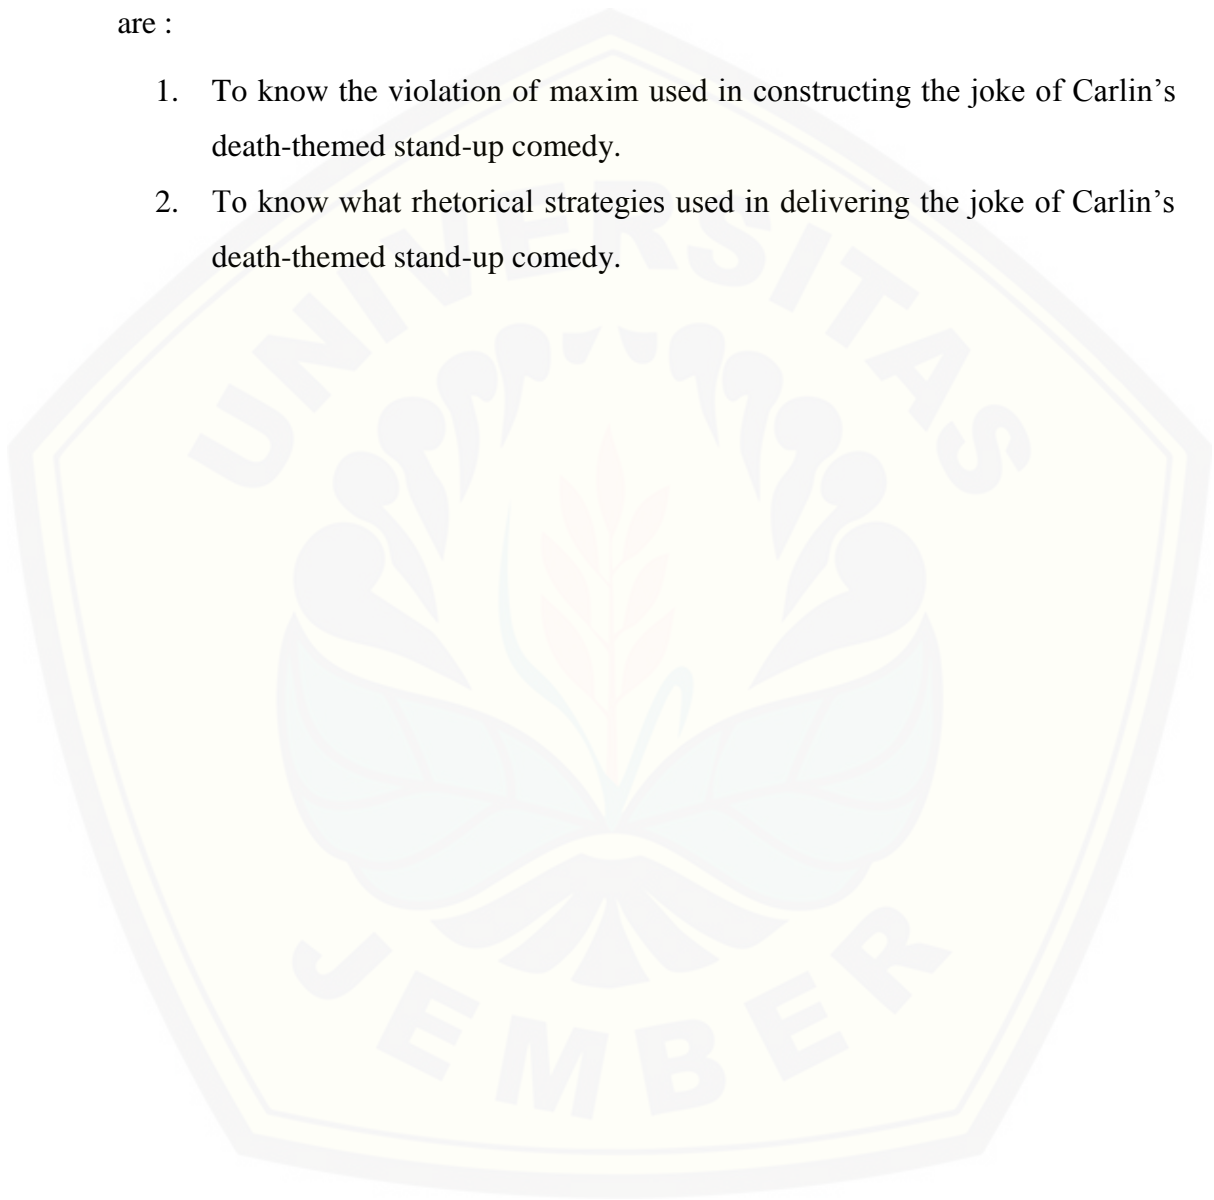 are :
1. To know the violation of maxim used in constructing the joke of Carlin’s
death-themed stand-up comedy.
2. To know what rhetorical strategies used in delivering the joke of Carlin’s
death-themed stand-up comedy.
UNIVERSITAS
JEMBER